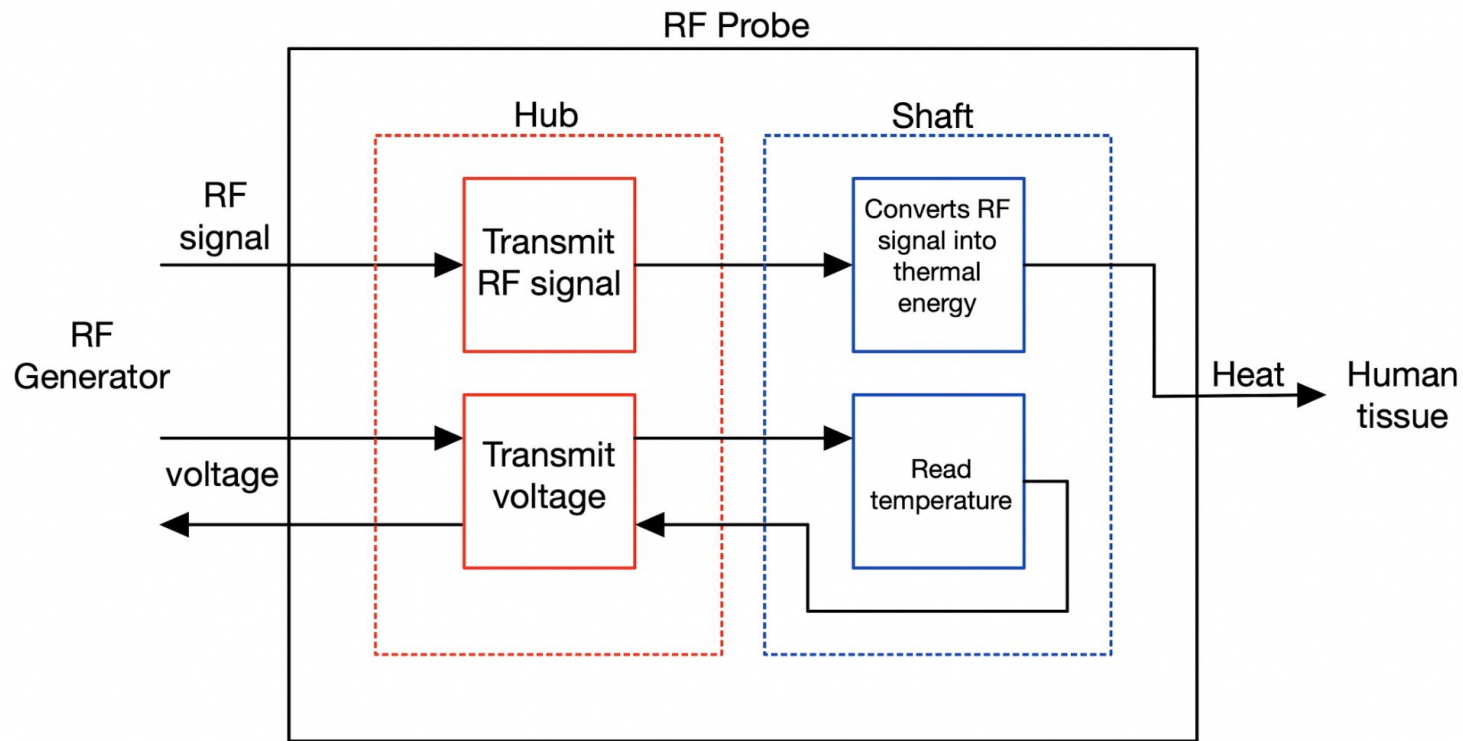 RF Probe
Hub
Shaft
RF
signal
Transmit
RF signal
Converts RF
signal into
thermal
energy
RF
Generator
Heat
Human
tissue
voltage
Transmit
voltage
Read
temperature